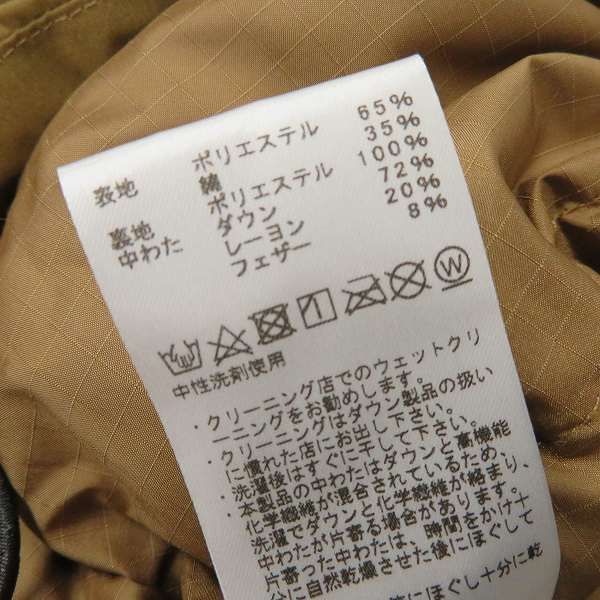 表地 ポリエステル 65%
綿 35%
裏地 ポリエステル 100%
中わた ダウン 72%
レーヨン 20%
フェザー 8%
W
中性洗剤使用
・クリーニング店でのウェットクリ
ーニングをお勧めします。
・クリーニングはダウン製品の扱い
に慣れた店にお出し下さい。
・洗濯後はすぐに干して下さい。
・本製品の中わたはダウンと高機能
化学繊維が混合されているため、
洗濯でダウンと化学繊維が絡まり、
中わたが片寄る場合があります。
片寄った中わたは、時間をかけ十
分に自然乾燥させた後にほぐして
にほぐし十分に乾